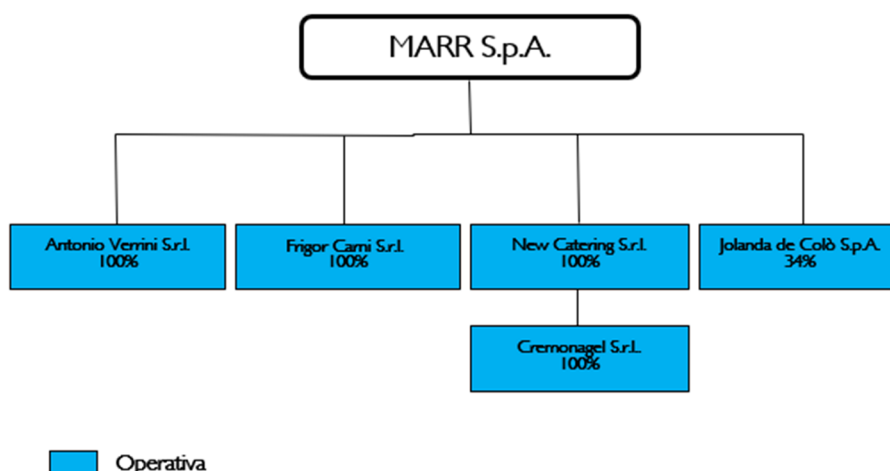 MARR S.p.A.
Antonio Verrini S.r.l.
100%
Frigor Carni S.r.l.
100%
New Catering S.r.l.
100%
Jolanda de Colò S.p.A.
34%
Cremonagel S.r.l.
100%
Operativa